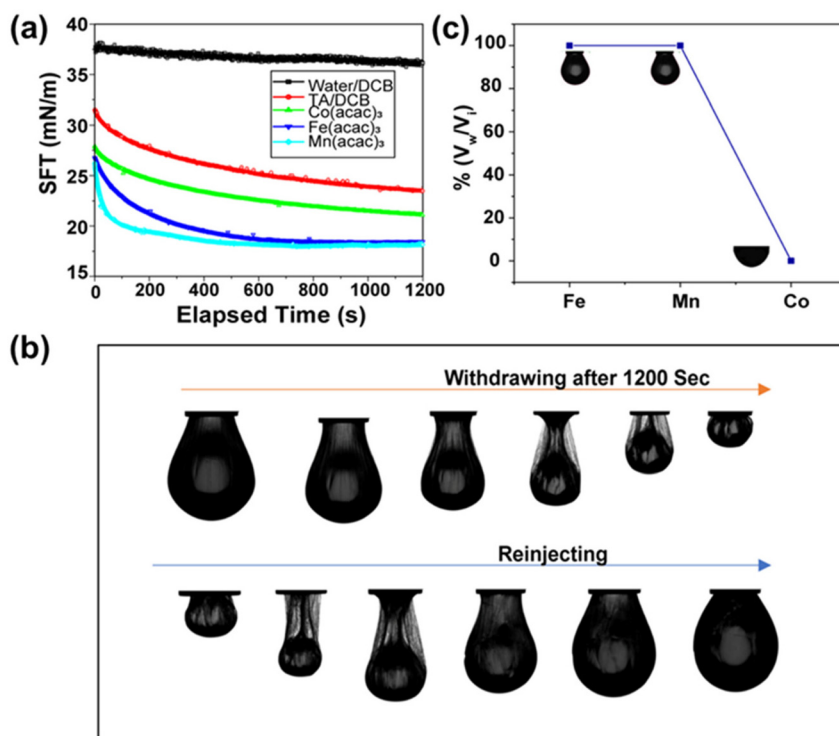 (a)
SFT (mN/m)
40
35
30
25
20
15
Water/DCB
TA/DCB
Co(acac)₃
Fe(acac)₃
Mn(acac)₃
0 200 400 600 800 1000 1200
Elapsed Time (s)
(c)
% (V_w/V_i)
100
80
60
40
20
0
Fe Mn Co
(b)
Withdrawing after 1200 Sec
Reinjecting